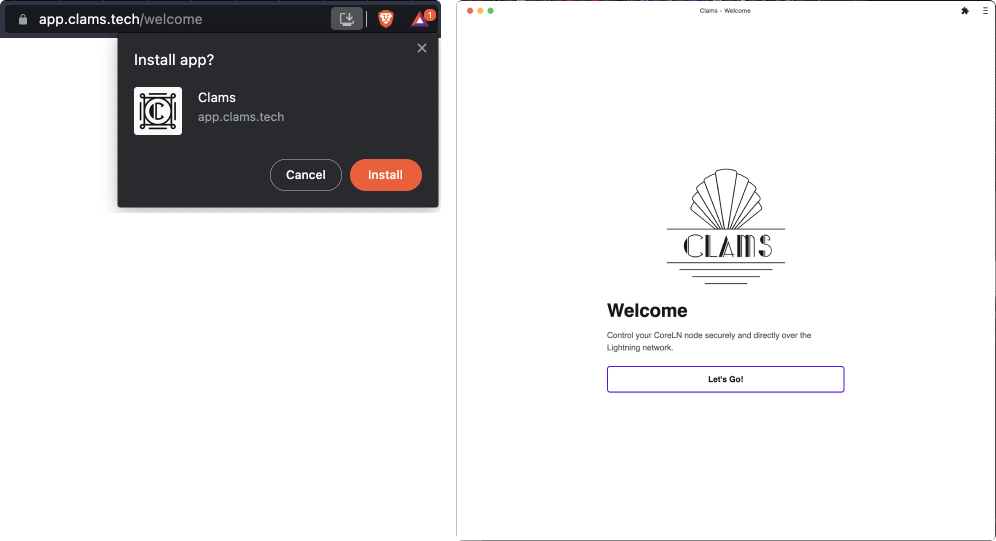 app.clams.tech/welcome
1
Install app?
Clams
app.clams.tech
Cancel
Install
Clams - Welcome
CLAMS
Welcome
Control your CoreLN node securely and directly over the
Lightning network.
Let's Go!